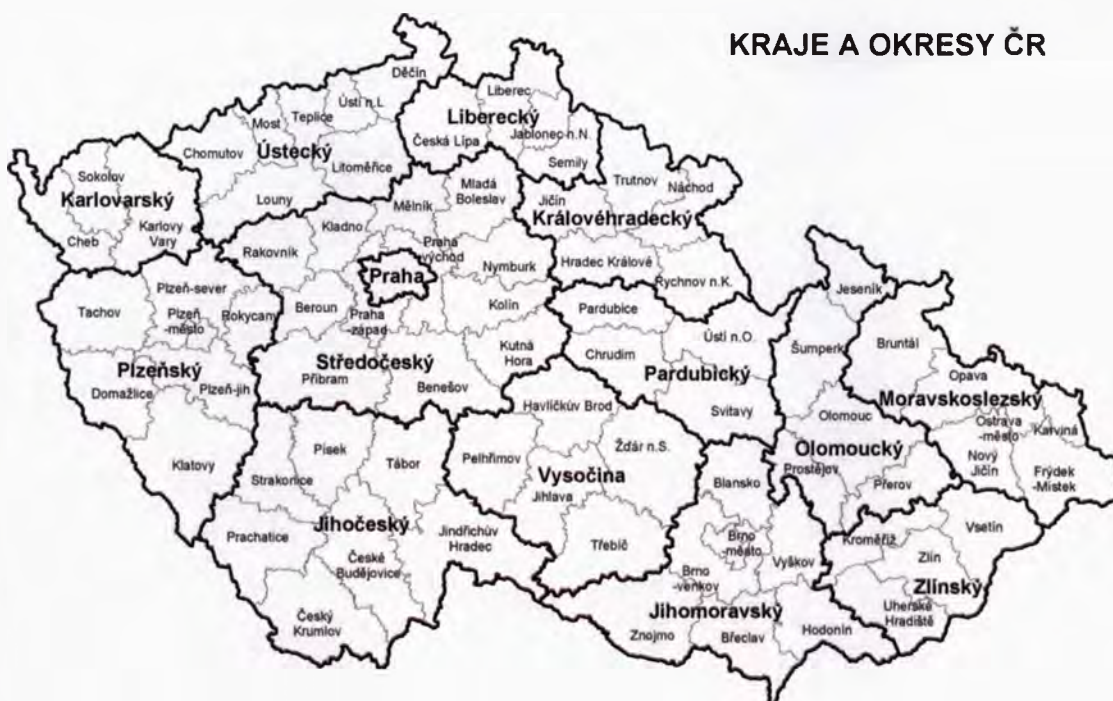 KRAJE A OKRESY ČR
Děčín
Liberec
Ústí n.L
Teplice
Most
Liberecký
Jablonec n.N.
Česká Lípa
Ústecký
Chomutov
Litoměřice
Semily
Sokolov
Karlovarský
Louny
Mladá
Boleslav
Mělník
Jičín
Trutnov
Náchod
Královéhradecký
Karlovy
Vary
Cheb
Kladno
Rakovník
Praha
-východ
Praha
Nymburk
Hradec Králové
Rychnov n.K.
Jeseník
Plzeň-sever
Tachov
Plzeň
-město
Rokycany
Beroun
Praha
-západ
Kolín
Pardubice
Ústí n.O.
Šumperk
Bruntál
Plzeňský
Středočeský
Kutná
Hora
Chrudim
Pardubický
Opava
Domažlice
Plzeň-jih
Příbram
Benešov
Svitavy
Moravskoslezský
Olomouc
Ostrava
-město
Karviná
Havlíčkův Brod
Olomoucký
Klatovy
Písek
Tábor
Pelhřimov
Žďár n.S.
Vysočina
Jihlava
Prostějov
Přerov
Nový
Jičín
Frýdek
-Místek
Strakonice
Blansko
Jihočeský
Prachatice
Jindřichův
Hradec
Třebíč
Brno
-město
Vyškov
Kroměříž
Vsetín
Zlín
České
Budějovice
Brno
-venkov
Zlínský
Jihomoravský
Uherské
Hradiště
Český
Krumlov
Znojmo
Břeclav
Hodonín